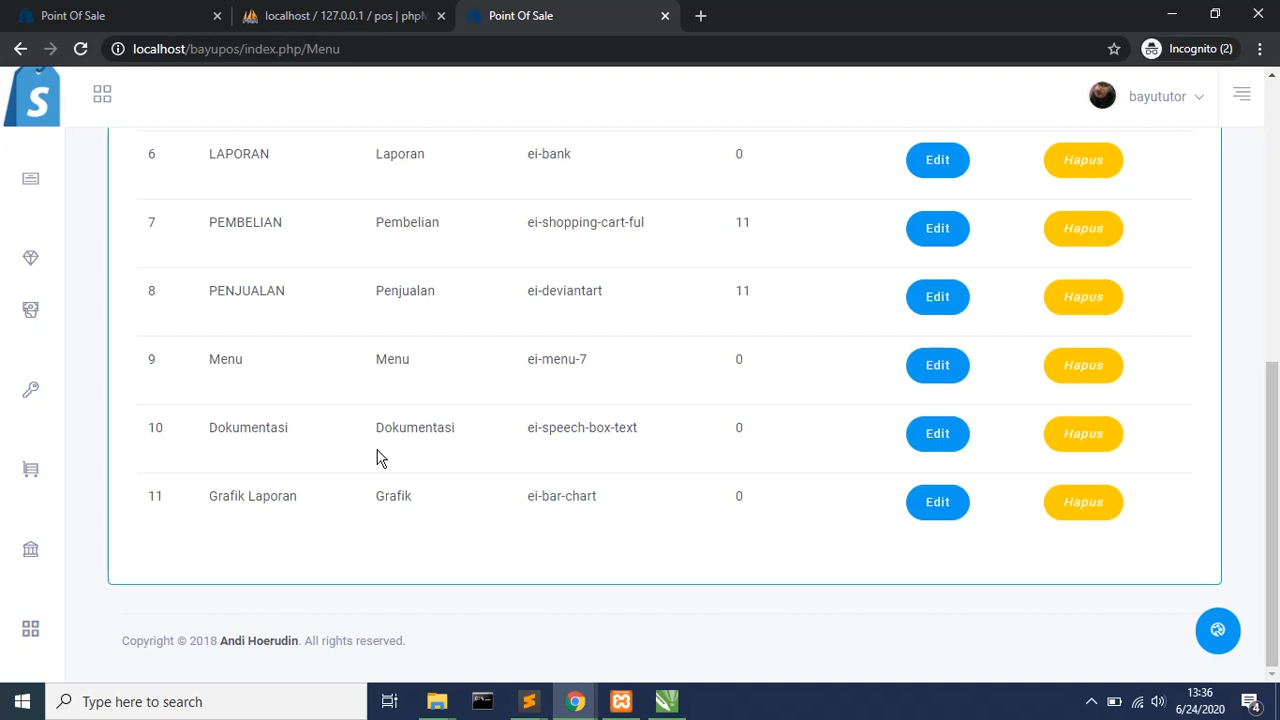 Point Of Sale
localhost / 127.0.0.1 / pos | phpM
Point Of Sale
localhost/bayupos/index.php/Menu
Incognito (2)
S
bayututor
6 LAPORAN Laporan ei-bank 0 Edit Hapus
7 PEMBELIAN Pembelian ei-shopping-cart-ful 11 Edit Hapus
8 PENJUALAN Penjualan ei-deviantart 11 Edit Hapus
9 Menu Menu ei-menu-7 0 Edit Hapus
10 Dokumentasi Dokumentasi ei-speech-box-text 0 Edit Hapus
11 Grafik Laporan Grafik ei-bar-chart 0 Edit Hapus
Copyright © 2018 Andi Hoerudin. All rights reserved.
Type here to search
13:36
6/24/2020
4